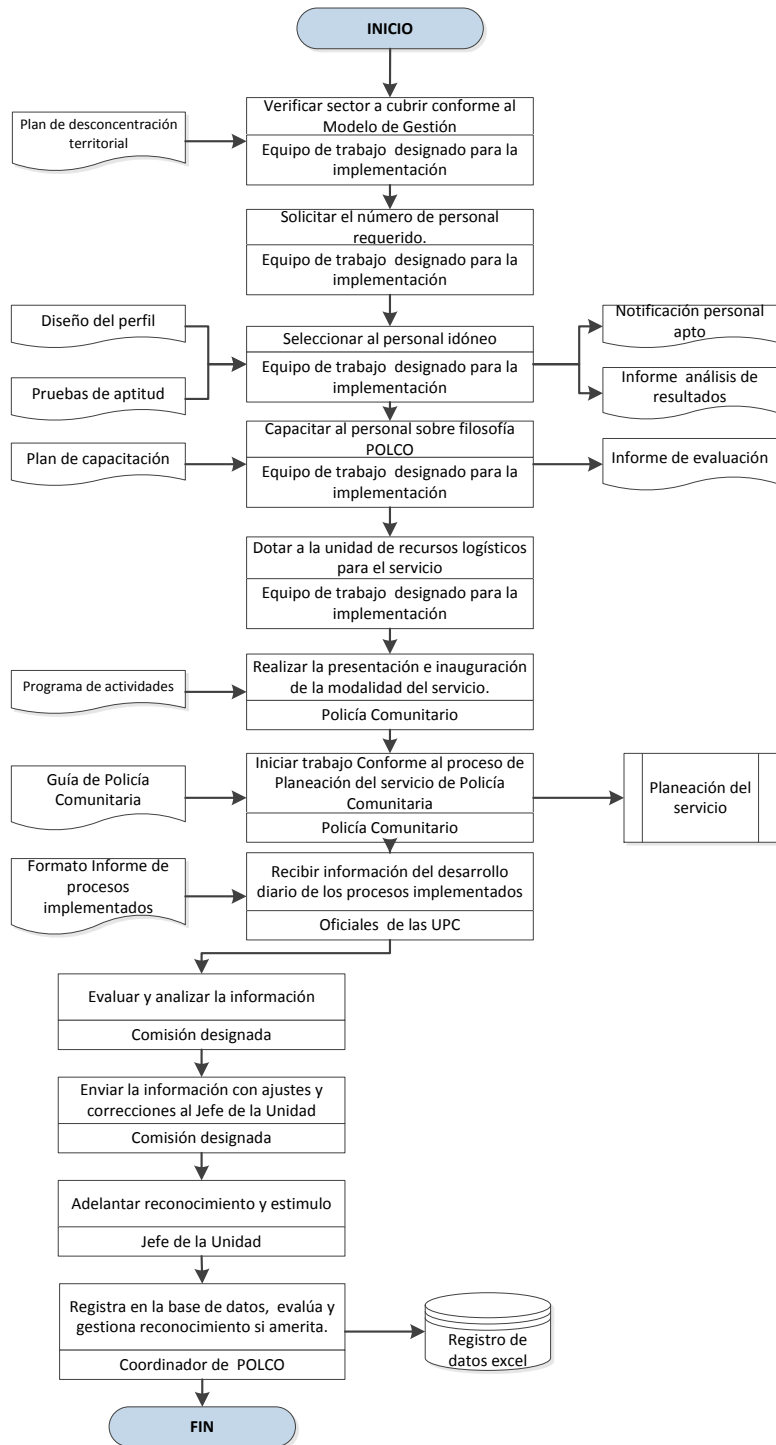 INICIO
Plan de desconcentración
territorial
Verificar sector a cubrir conforme al
Modelo de Gestión
Equipo de trabajo designado para la
implementación
Solicitar el número de personal
requerido.
Equipo de trabajo designado para la
implementación
Diseño del perfil
Pruebas de aptitud
Seleccionar al personal idóneo
Equipo de trabajo designado para la
implementación
Notificación personal
apto
Informe análisis de
resultados
Plan de capacitación
Capacitar al personal sobre filosofía
POLCO
Equipo de trabajo designado para la
implementación
Informe de evaluación
Dotar a la unidad de recursos logísticos
para el servicio
Equipo de trabajo designado para la
implementación
Programa de actividades
Realizar la presentación e inauguración
de la modalidad del servicio.
Policía Comunitario
Guía de Policía
Comunitaria
Iniciar trabajo Conforme al proceso de
Planeación del servicio de Policía
Comunitaria
Policía Comunitario
Planeación del
servicio
Formato Informe de
procesos
implementados
Recibir información del desarrollo
diario de los procesos implementados
Oficiales de las UPC
Evaluar y analizar la información
Comisión designada
Enviar la información con ajustes y
correcciones al Jefe de la Unidad
Comisión designada
Adelantar reconocimiento y estimulo
Jefe de la Unidad
Registra en la base de datos, evalúa y
gestiona reconocimiento si amerita.
Coordinador de POLCO
Registro de
datos excel
FIN